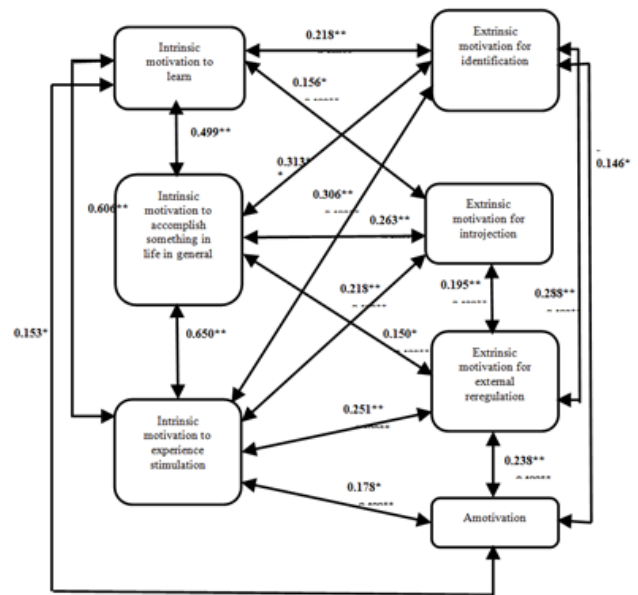 Intrinsic
motivation to
learn
0.218**
Extrinsic
motivation for
identification
0.156*
0.499**
0.313*
*
0.146*
0.606**
Intrinsic
motivation to
accomplish
something in
life in general
0.306**
0.263**
Extrinsic
motivation for
introjection
0.218**
0.195**
0.288**
0.153*
0.650**
0.150*
Extrinsic
motivation for
external
reregulation
Intrinsic
motivation to
experience
stimulation
0.251**
0.238**
0.178*
Amotivation